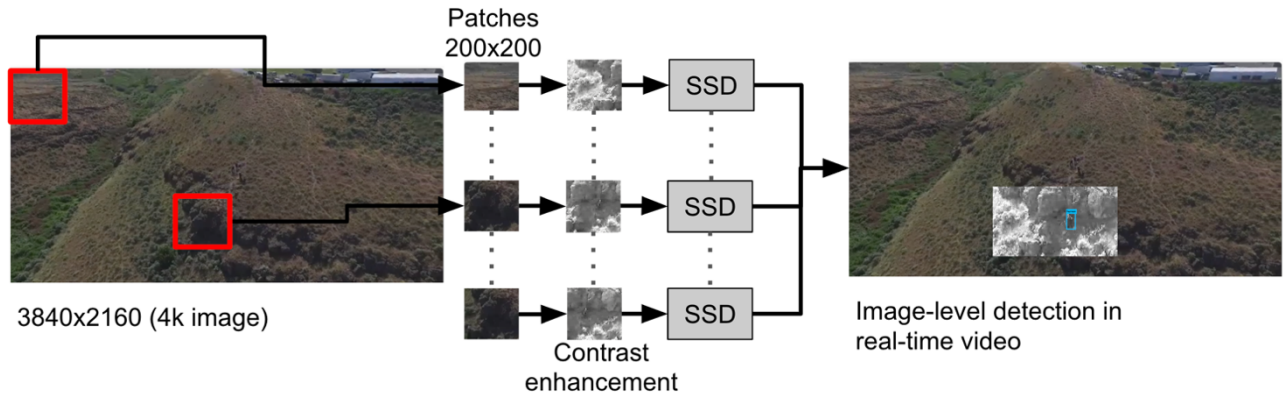 Patches
200x200
SSD
SSD
SSD
3840x2160 (4k image)
Contrast
enhancement
Image-level detection in
real-time video